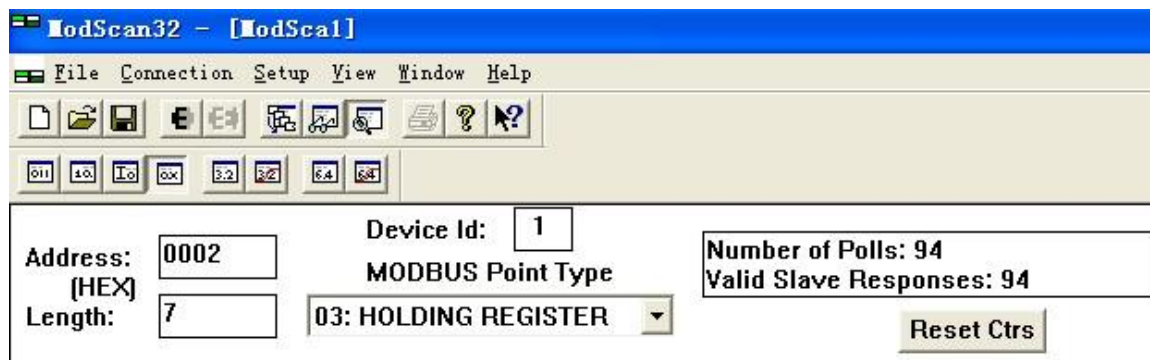 ModScan32 - [ModSca1]
File Connection Setup View Window Help
Device Id: 1
Address: 0002
(HEX)
MODBUS Point Type
Length: 7
03: HOLDING REGISTER
Number of Polls: 94
Valid Slave Responses: 94
Reset Ctrs